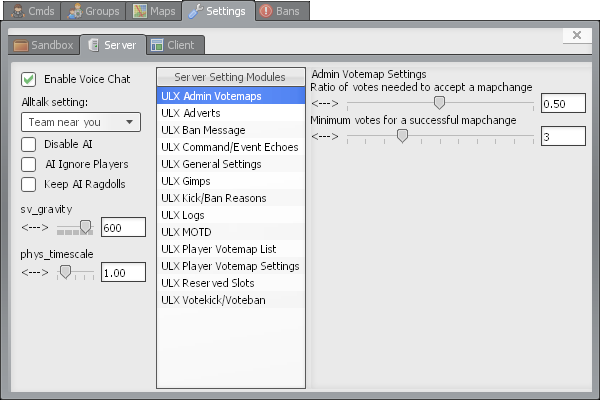 Cmds Groups Maps Settings Bans
Sandbox Server Client
Enable Voice Chat
Alltalk setting:
Team near you
Disable AI
AI Ignore Players
Keep AI Ragdolls
sv_gravity
<---> 600
phys_timescale
<---> 1.00
Server Setting Modules
ULX Admin Votemaps
ULX Adverts
ULX Ban Message
ULX Command/Event Echoes
ULX General Settings
ULX Gimps
ULX Kick/Ban Reasons
ULX Logs
ULX MOTD
ULX Player Votemap List
ULX Player Votemap Settings
ULX Reserved Slots
ULX Votekick/Voteban
Admin Votemap Settings
Ratio of votes needed to accept a mapchange
<---> 0.50
Minimum votes for a successful mapchange
<---> 3